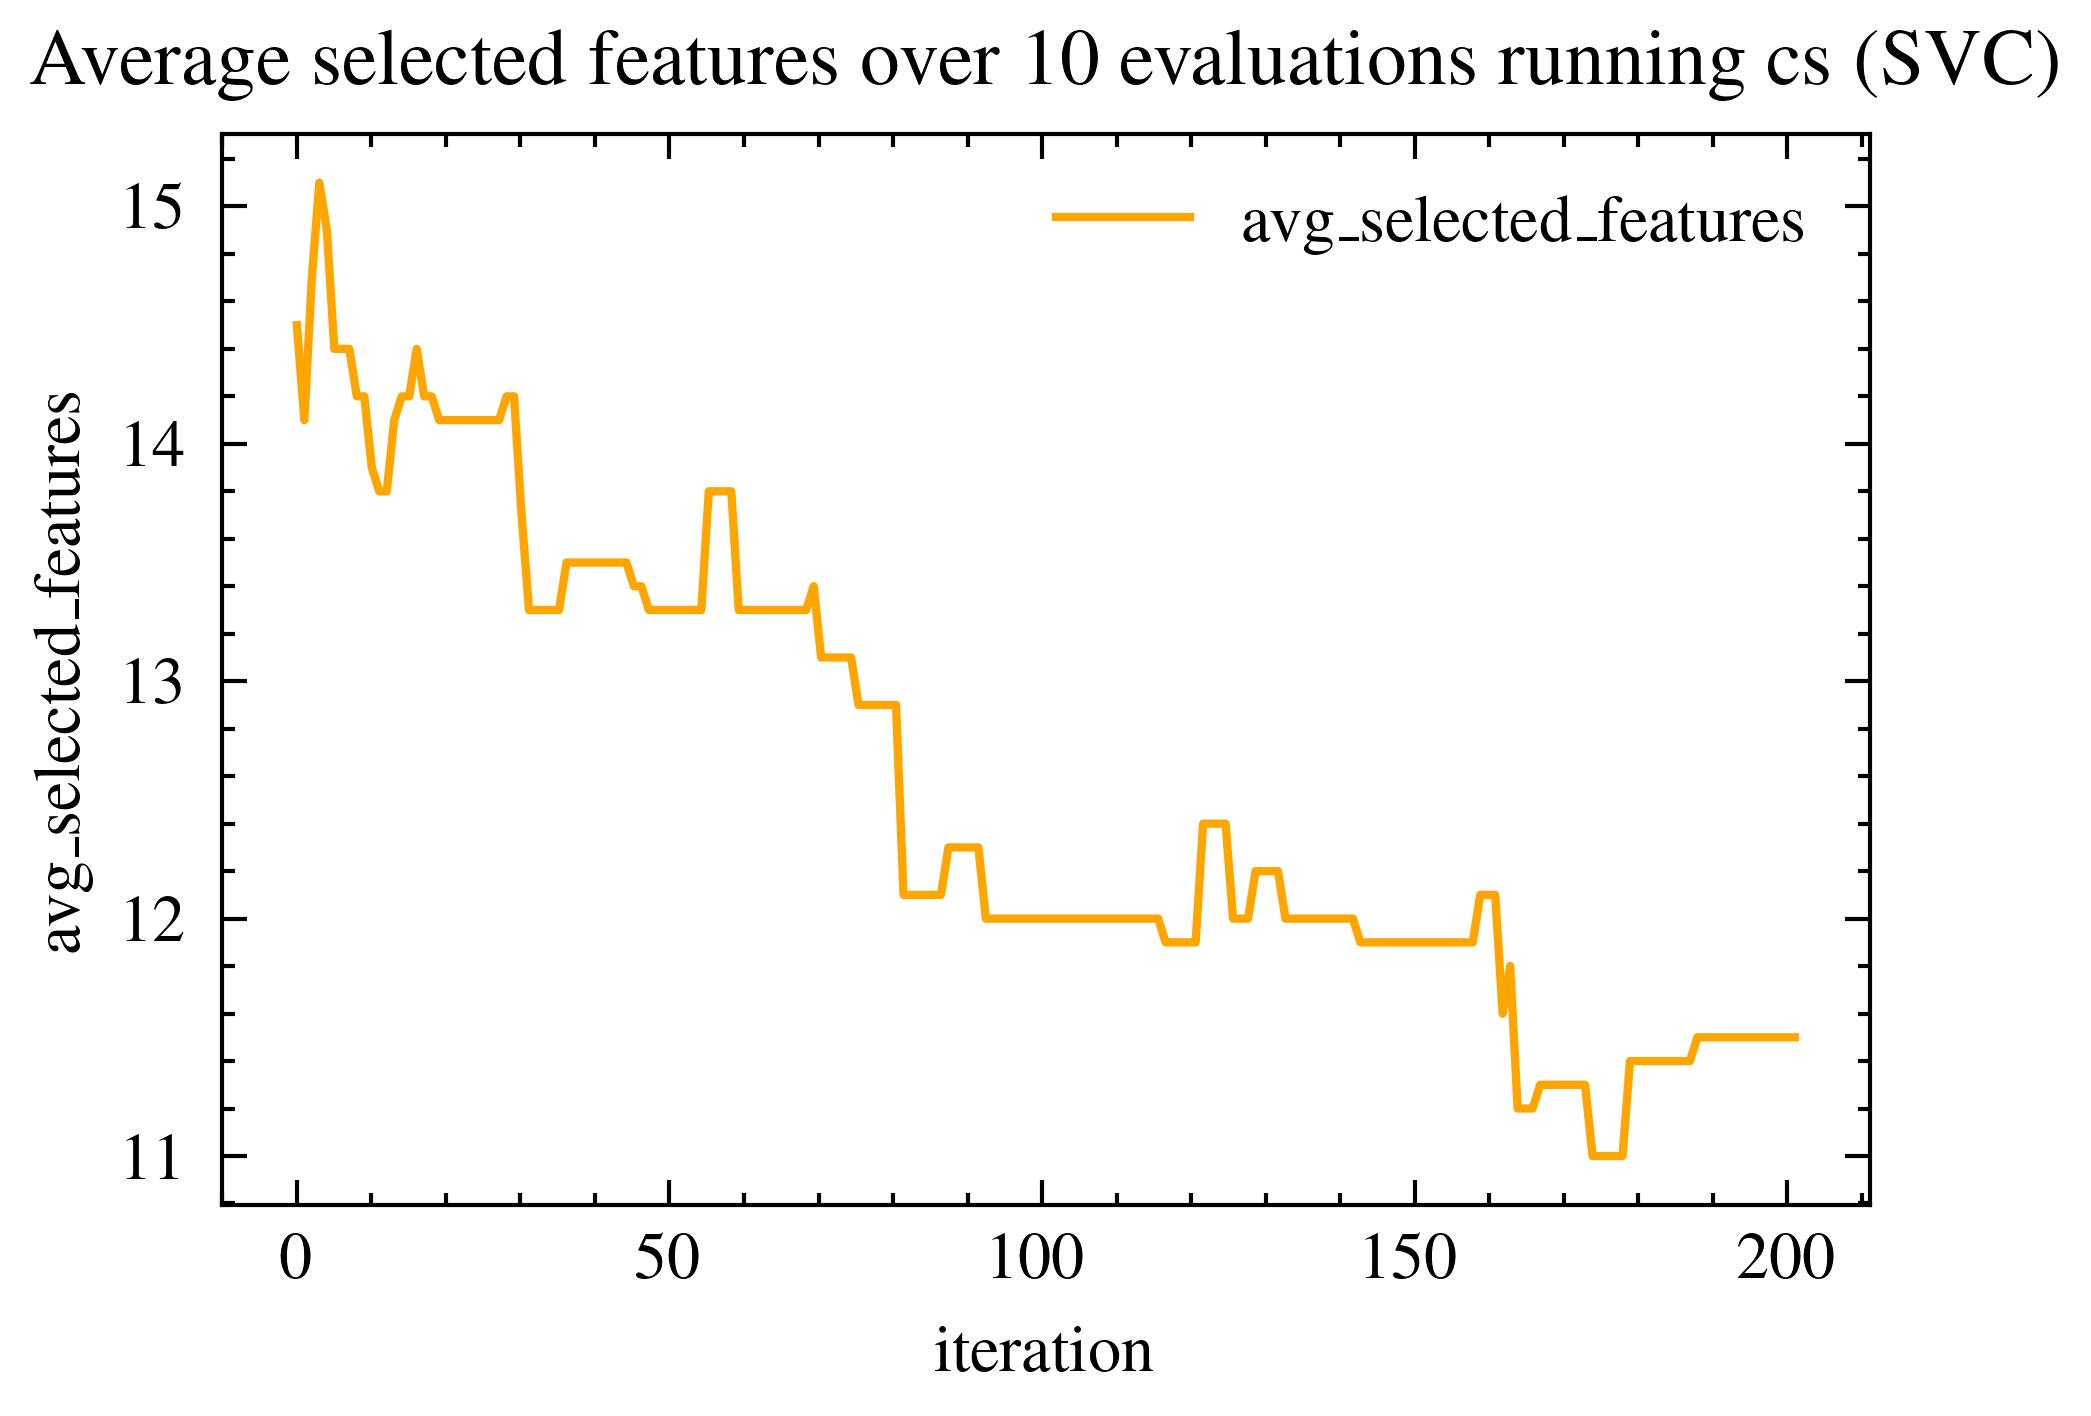 Average selected features over 10 evaluations running cs (SVC)
avg_selected_features
avg_selected_features
15
14
13
12
11
0 50 100 150 200
iteration